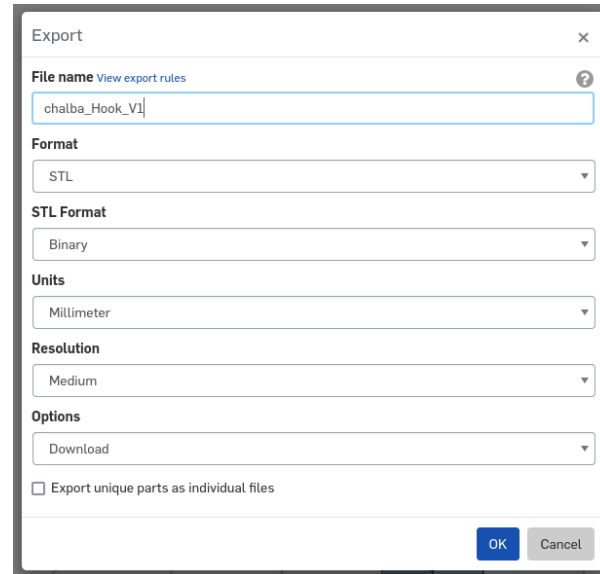 Export
File name View export rules
chalba_Hook_V1
Format
STL
STL Format
Binary
Units
Millimeter
Resolution
Medium
Options
Download
Export unique parts as individual files
OK Cancel